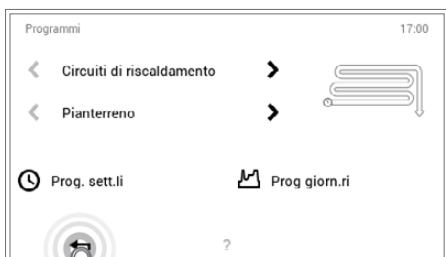 Programmi 17:00
Circuiti di riscaldamento
Pianterreno
Prog. sett.li Prog giorn.ri
?